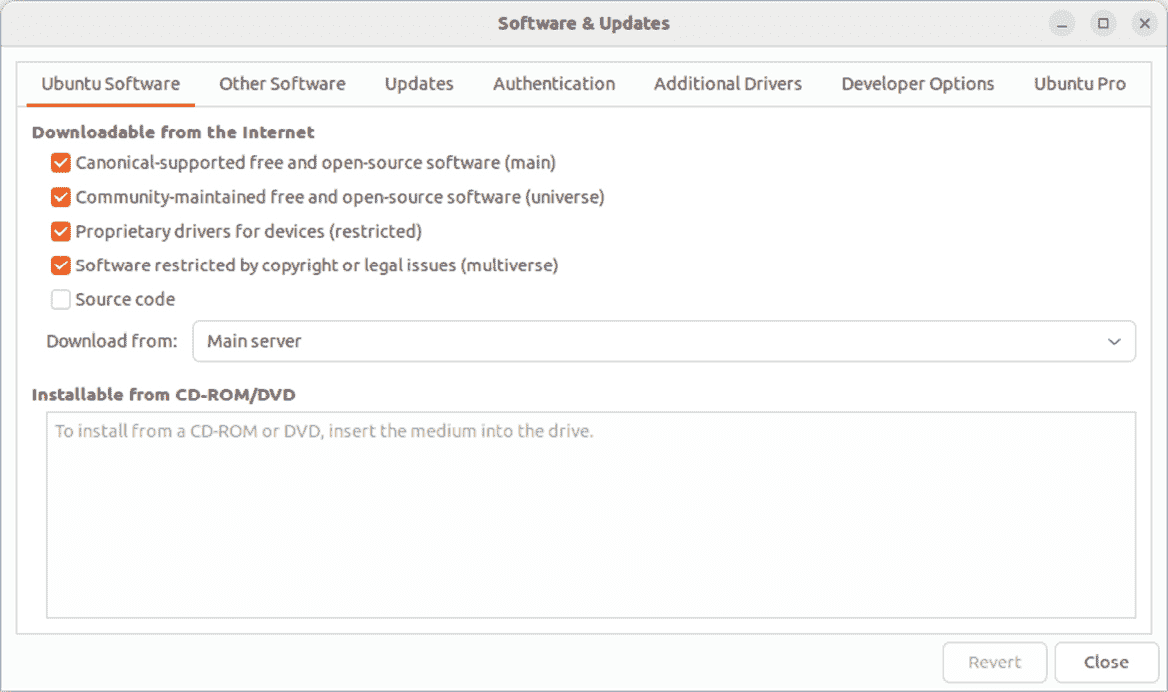 Software & Updates
Ubuntu Software Other Software Updates Authentication Additional Drivers Developer Options Ubuntu Pro
Downloadable from the Internet
Canonical-supported free and open-source software (main)
Community-maintained free and open-source software (universe)
Proprietary drivers for devices (restricted)
Software restricted by copyright or legal issues (multiverse)
Source code
Download from: Main server
Installable from CD-ROM/DVD
To install from a CD-ROM or DVD, insert the medium into the drive.
Revert Close